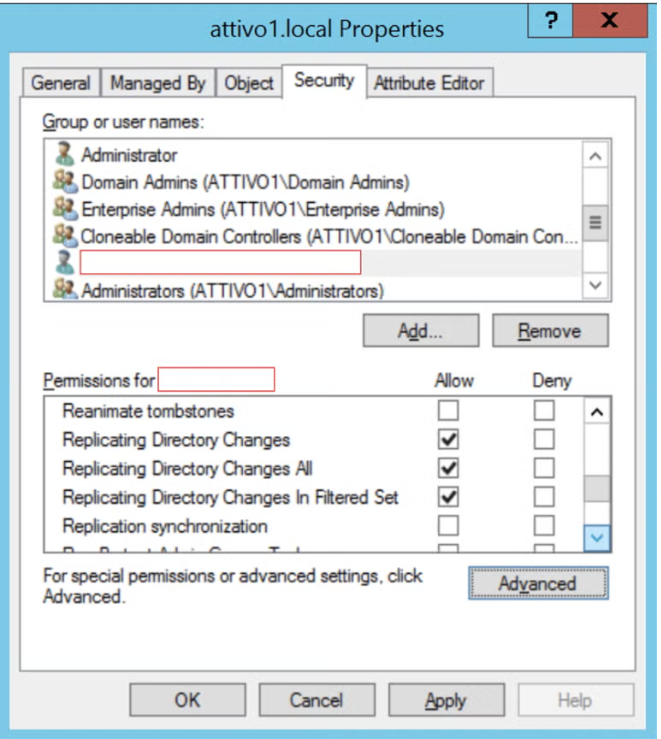 attivo1.local Properties
?
X
General
Managed By
Object
Security
Attribute Editor
Group or user names:
Administrator
Domain Admins (ATTIVO1\Domain Admins)
Enterprise Admins (ATTIVO1\Enterprise Admins)
Cloneable Domain Controllers (ATTIVO1\Cloneable Domain Con...
Administrators (ATTIVO1\Administrators)
Add...
Remove
Permissions for
Allow
Deny
Reanimate tombstones
Replicating Directory Changes
Replicating Directory Changes All
Replicating Directory Changes In Filtered Set
Replication synchronization
For special permissions or advanced settings, click
Advanced.
Advanced
OK
Cancel
Apply
Help